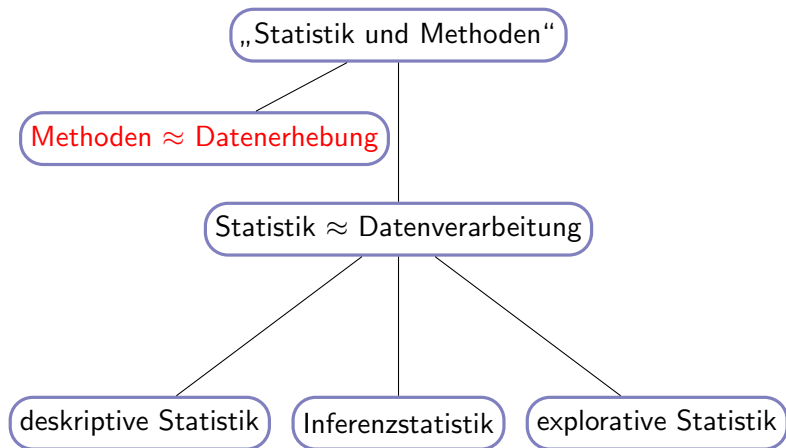 „Statistik und Methoden“
Methoden ≈ Datenerhebung
Statistik ≈ Datenverarbeitung
deskriptive Statistik
Inferenzstatistik
explorative Statistik